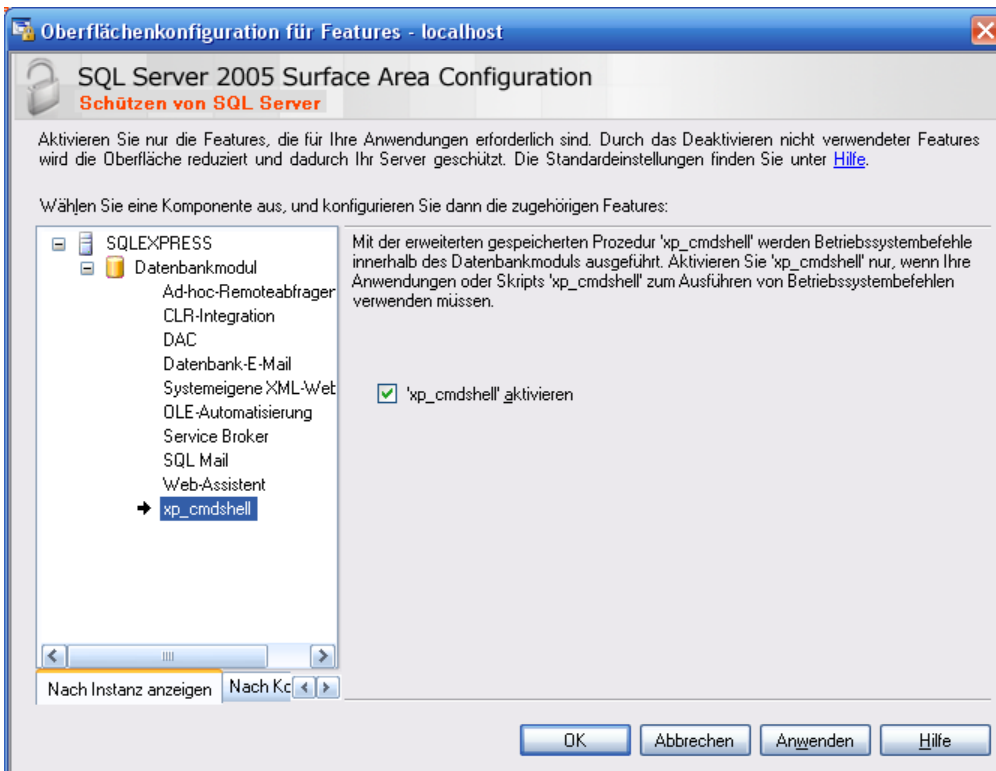 Oberflächenkonfiguration für Features - localhost
SQL Server 2005 Surface Area Configuration
Schützen von SQL Server
Aktivieren Sie nur die Features, die für Ihre Anwendungen erforderlich sind. Durch das Deaktivieren nicht verwendeter Features
wird die Oberfläche reduziert und dadurch Ihr Server geschützt. Die Standardeinstellungen finden Sie unter Hilfe.
Wählen Sie eine Komponente aus, und konfigurieren Sie dann die zugehörigen Features:
SQLEXPRESS
Datenbankmodul
Ad-hoc-Remoteabfrager
CLR-Integration
DAC
Datenbank-E-Mail
Systemeigene XML-Wet
OLE-Automatisierung
Service Broker
SQL Mail
Web-Assistent
xp_cmdshell
Mit der erweiterten gespeicherten Prozedur 'xp_cmdshell' werden Betriebssystembefehle
innerhalb des Datenbankmoduls ausgeführt. Aktivieren Sie 'xp_cmdshell' nur, wenn Ihre
Anwendungen oder Skripts 'xp_cmdshell' zum Ausführen von Betriebssystembefehlen
verwenden müssen.
'xp_cmdshell' aktivieren
Nach Instanz anzeigen
Nach Kc
OK
Abbrechen
Anwenden
Hilfe